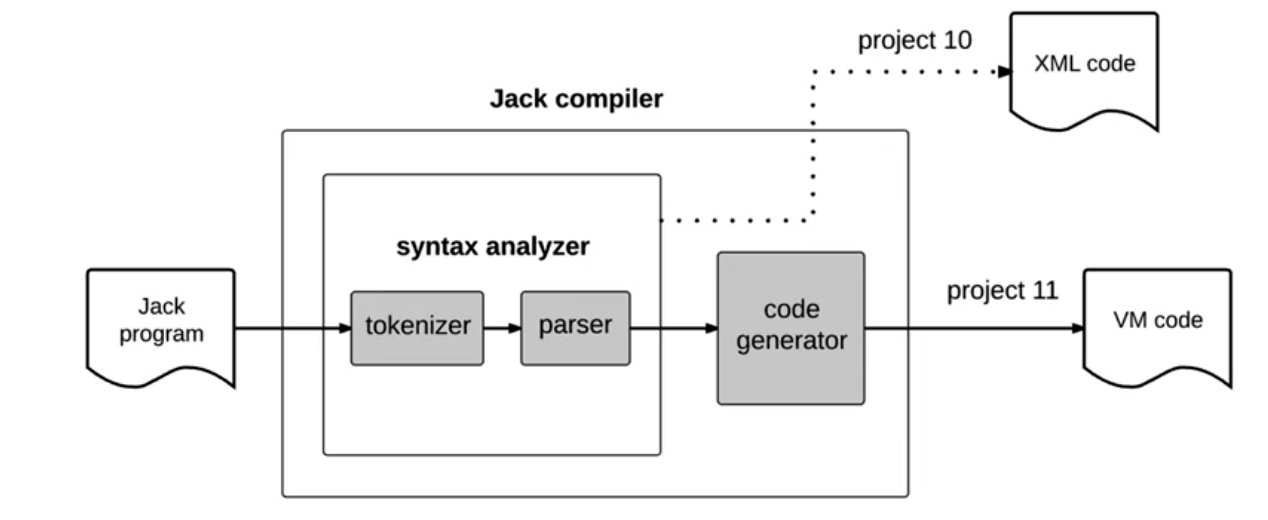 project 10
XML code
Jack compiler
syntax analyzer
Jack
program
tokenizer
parser
code
generator
project 11
VM code